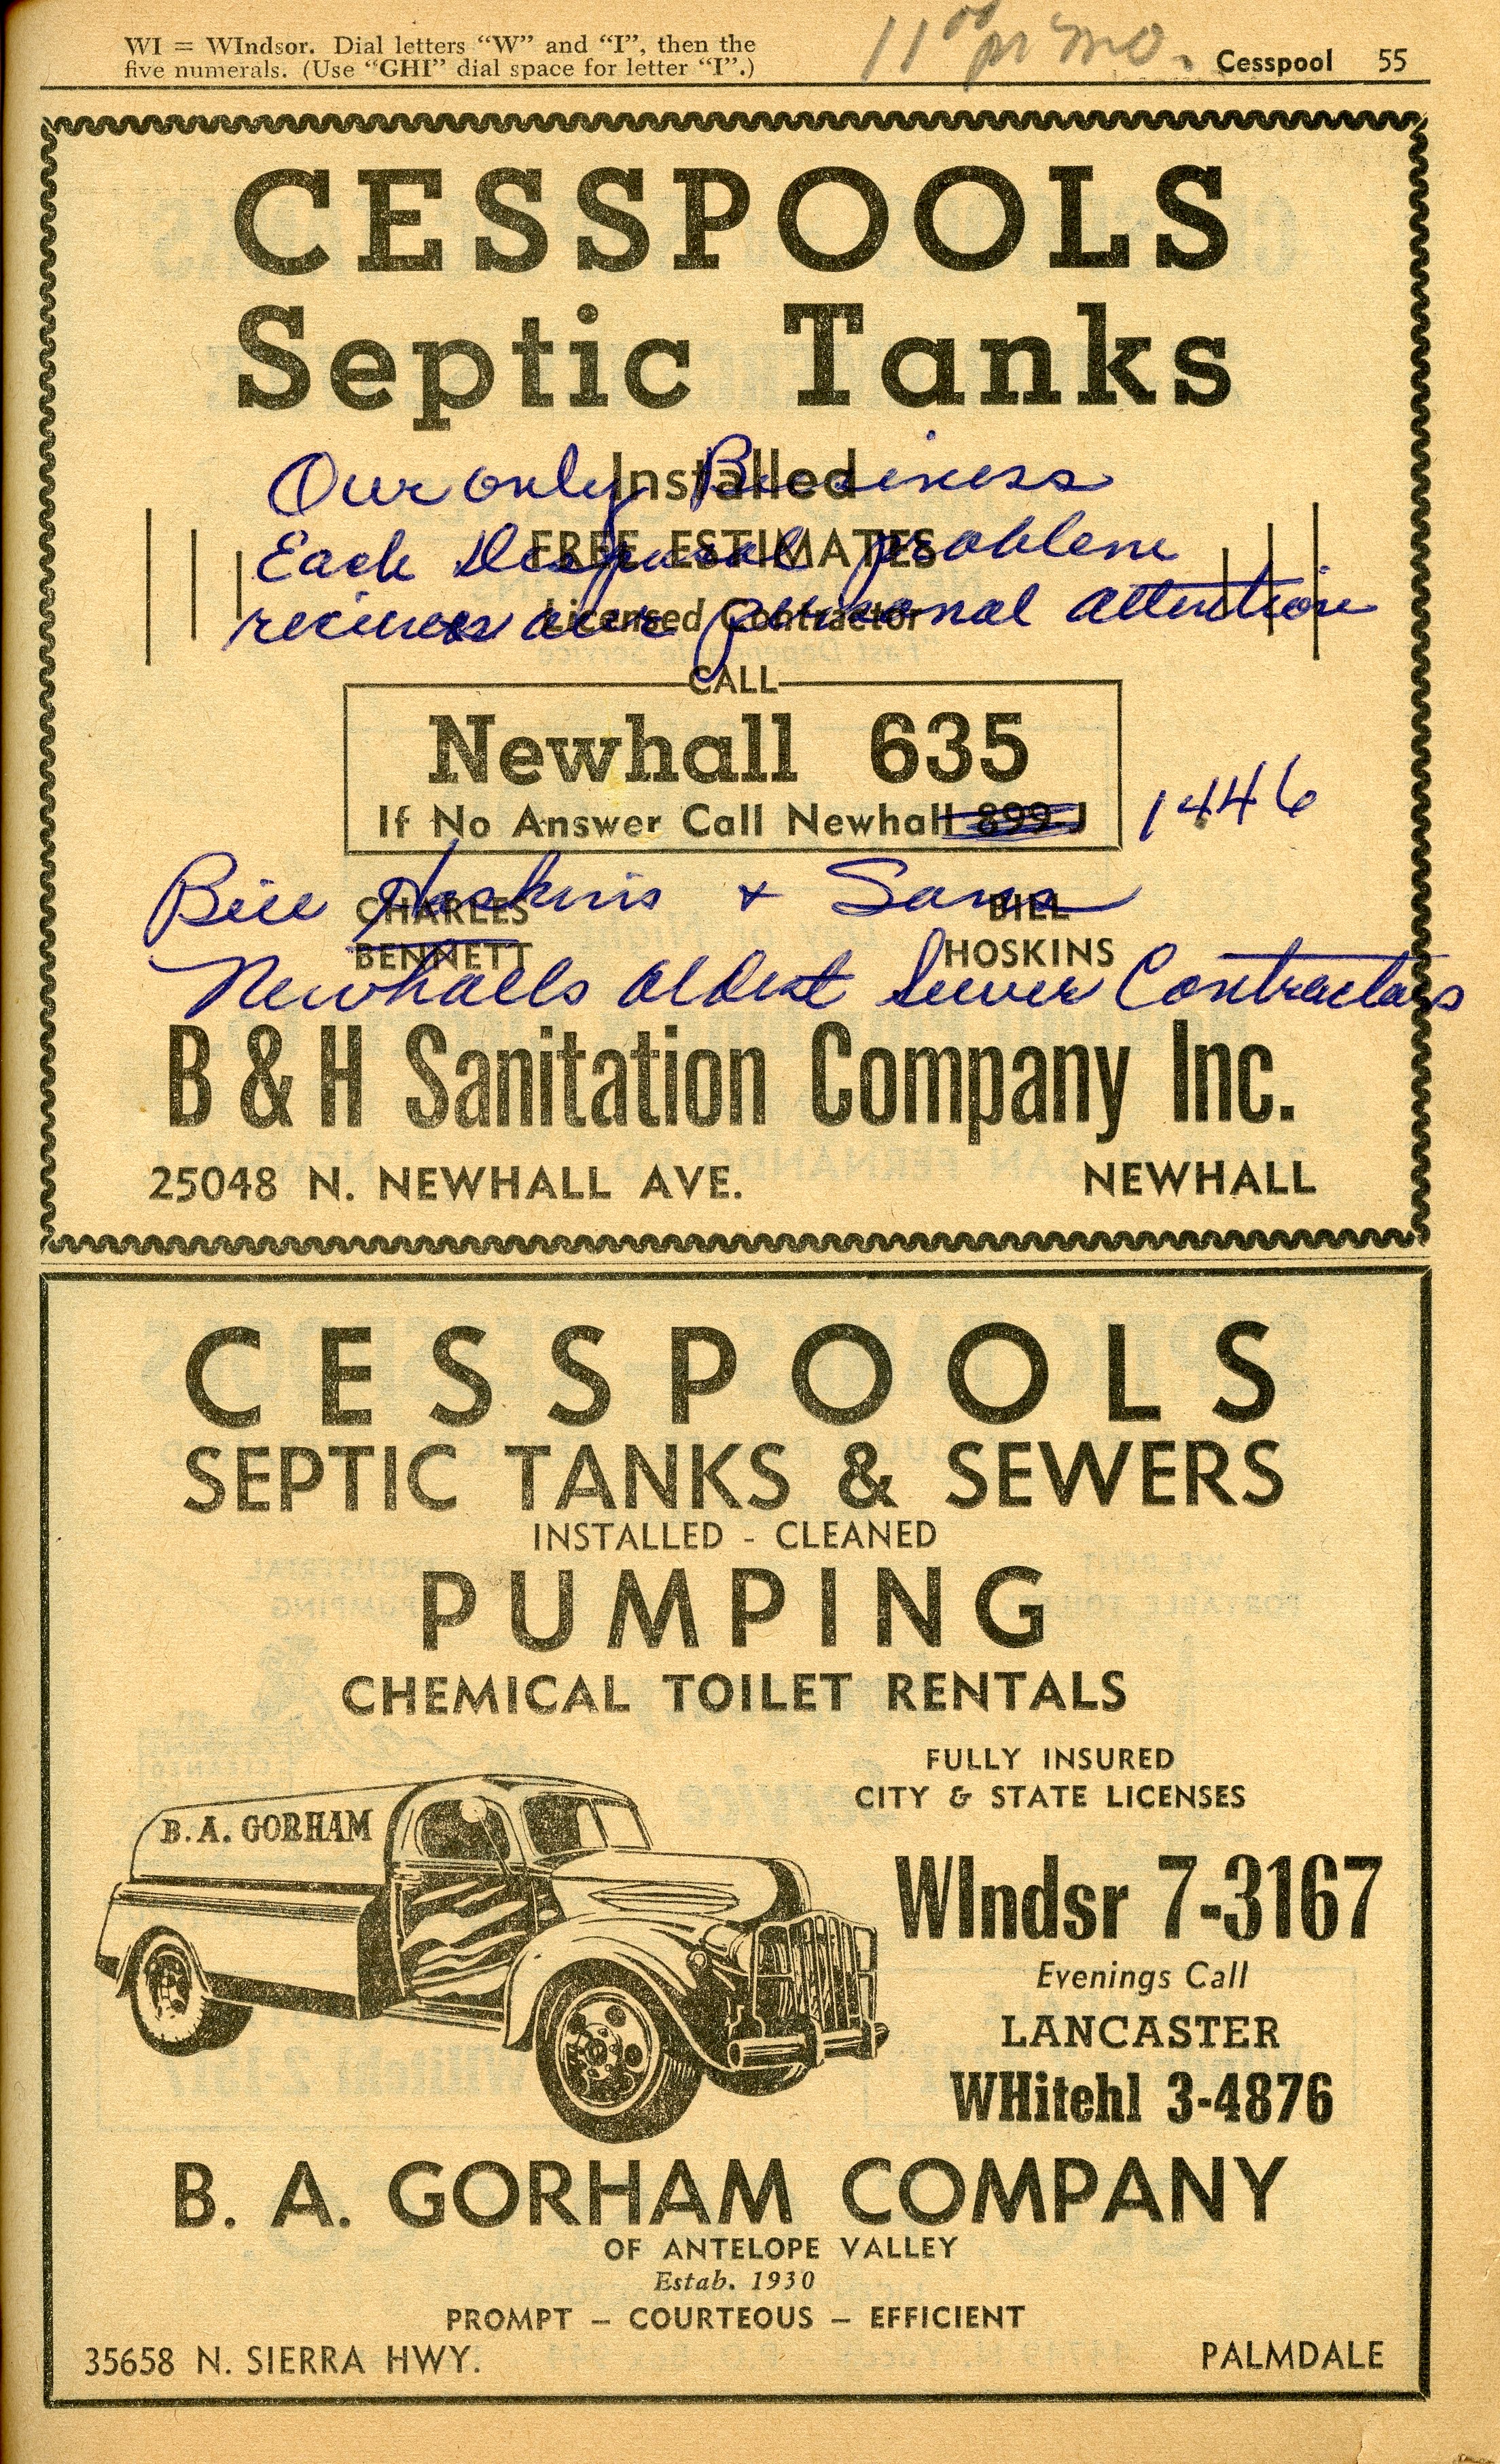 WI = WIndsor. Dial letters “W” and “I”, then the
five numerals. (Use “GHI” dial space for letter “I”.)
11 00 pr mo.
Cesspool 55
CESSPOOLS
Septic Tanks
Installed
Our only Business
FREE ESTIMATES
Each Disposal problem
Licensed Contractor
recieves our personal attention
CALL
Newhall 635
If No Answer Call Newhall 899-J
1446
Bill Hoskins + Sons
CHARLES
BENNETT
BILL
HOSKINS
Newhalls oldest Sewer Contractors
B & H Sanitation Company Inc.
25048 N. NEWHALL AVE. NEWHALL
CESSPOOLS
SEPTIC TANKS & SEWERS
INSTALLED - CLEANED
PUMPING
CHEMICAL TOILET RENTALS
FULLY INSURED
CITY & STATE LICENSES
B. A. GORHAM
WIndsr 7-3167
Evenings Call
LANCASTER
WHitehl 3-4876
B. A. GORHAM COMPANY
OF ANTELOPE VALLEY
Estab. 1930
PROMPT – COURTEOUS – EFFICIENT
35658 N. SIERRA HWY. PALMDALE